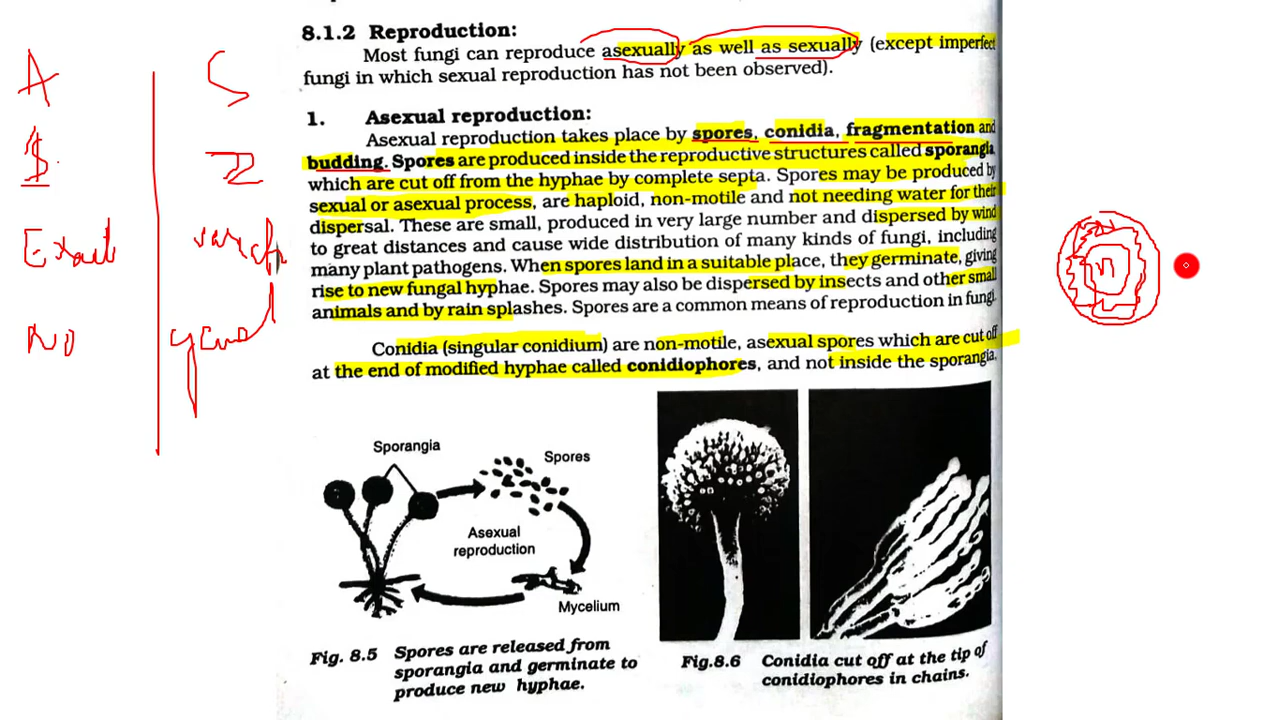 8.1.2 Reproduction:
Most fungi can reproduce asexually as well as sexually (except imperfect
fungi in which sexual reproduction has not been observed).
1. Asexual reproduction:
Asexual reproduction takes place by spores, conidia, fragmentation and
budding. Spores are produced inside the reproductive structures called sporangia,
which are cut off from the hyphae by complete septa. Spores may be produced by
sexual or asexual process, are haploid, non-motile and not needing water for their
dispersal. These are small, produced in very large number and dispersed by wind
to great distances and cause wide distribution of many kinds of fungi, including
many plant pathogens. When spores land in a suitable place, they germinate, giving
rise to new fungal hyphae. Spores may also be dispersed by insects and other small
animals and by rain splashes. Spores are a common means of reproduction in fungi.
Conidia (singular conidium) are non-motile, asexual spores which are cut off
at the end of modified hyphae called conidiophores, and not inside the sporangia,
Sporangia
Spores
Asexual
reproduction
Mycelium
Fig. 8.5 Spores are released from
sporangia and germinate to
produce new hyphae.
Fig.8.6 Conidia cut off at the tip of
conidiophores in chains.
A S
No
n